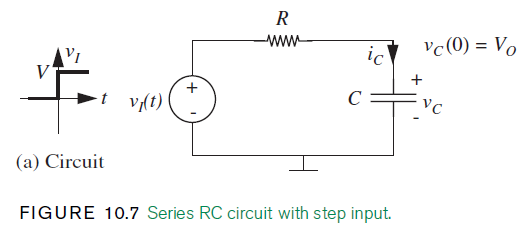 R
v_I
V
t
v_I(t)
+
-
i_C
v_C(0) = V_O
C
+
v_C
-
(a) Circuit
FIGURE 10.7 Series RC circuit with step input.